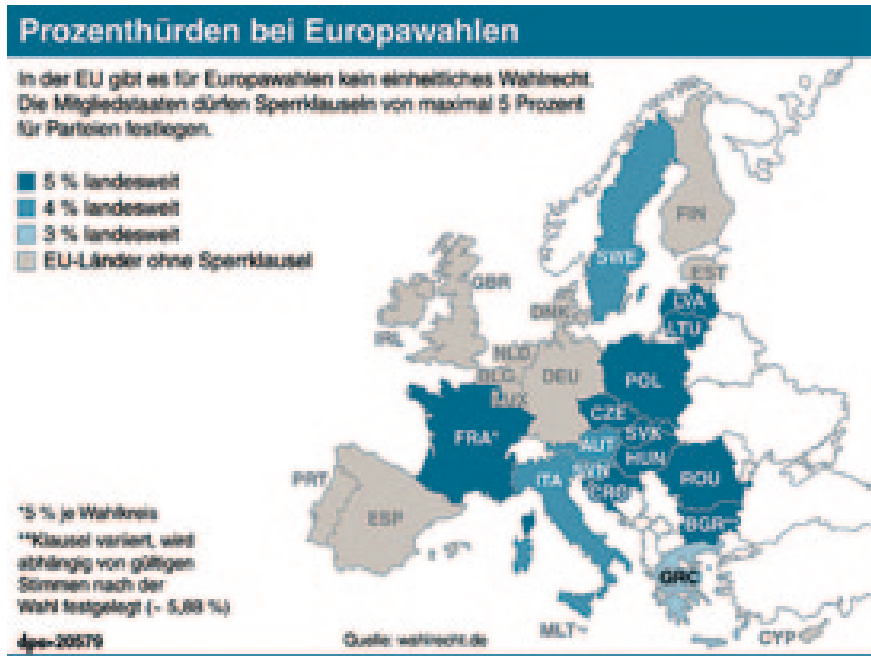 Prozenthürden bei Europawahlen
In der EU gibt es für Europawahlen kein einheitliches Wahlrecht.
Die Mitgliedstaaten dürfen Sperrklauseln von maximal 5 Prozent
für Parteien festlegen.
5 % landesweit
4 % landesweit
3 % landesweit
EU-Länder ohne Sperrklausel
FIN
SWE
EST
GBR
LVA
DNK
LTU
IRL
NLD
BLG
DEU
POL
LUX
CZE
FRA*
SVK
AUT
HUN
SVN
ITA
ROU
CRO
PRT
ESP
BGR**
GRC
MLT
CYP
*5 % je Wahlkreis
**Klausel variiert, wird
abhängig von gültigen
Stimmen nach der
Wahl festgelegt (~ 5,88 %)
dpa•20579
Quelle: wahlrecht.de